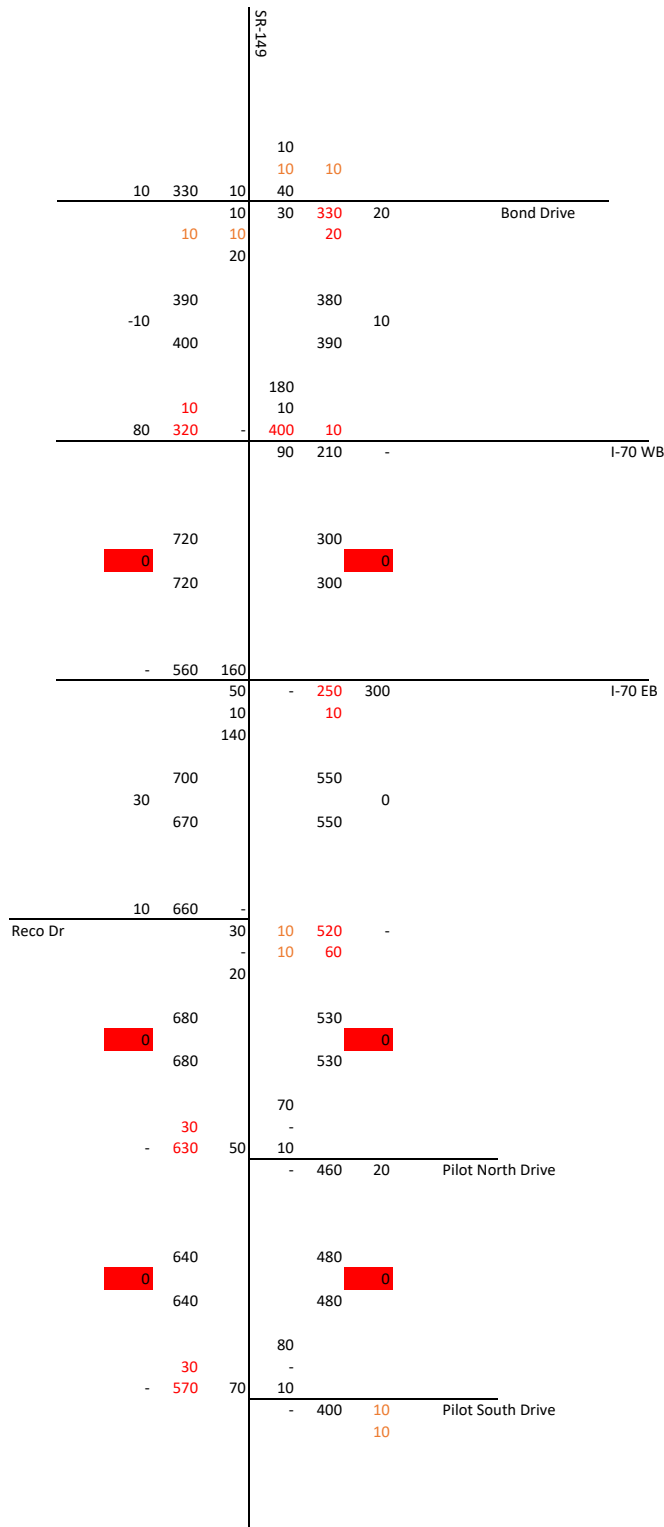 SR-149
10
10 10
10 330 10 40
10 30 330 20 Bond Drive
10 10 20
20
390 380
-10 10
400 390
180
10 10
80 320 - 400 10
90 210 - I-70 WB
720 300
0 0
720 300
- 560 160
50 - 250 300 I-70 EB
10 10
140
700 550
30 0
670 550
10 660 -
Reco Dr 30 10 520 -
- 10 60
20
680 530
0 0
680 530
70
30 -
- 630 50 10
- 460 20 Pilot North Drive
640 480
0 0
640 480
80
30 -
- 570 70 10
- 400 10 Pilot South Drive
10